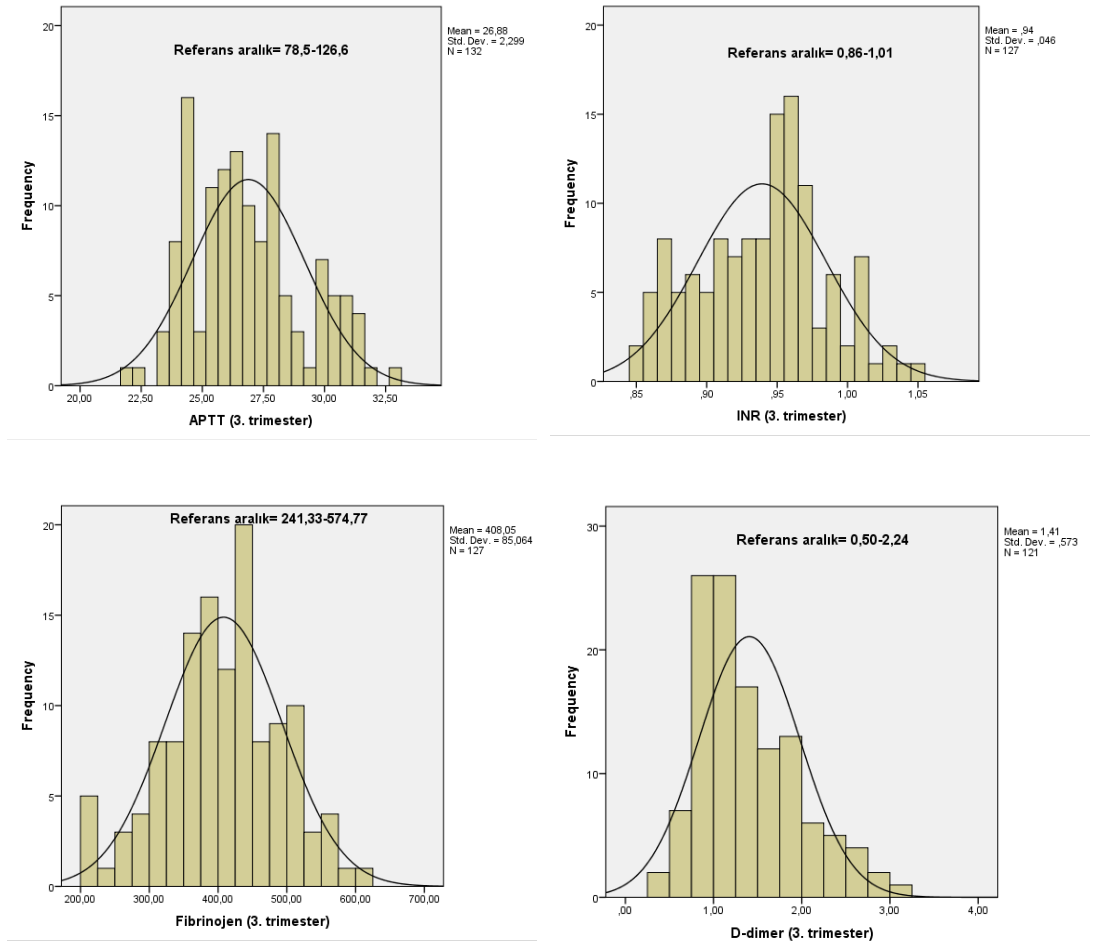 Referans aralık= 78,5-126,6
Mean = 26,88
Std. Dev. = 2,299
N = 132
Frequency
20
15
10
5
0
20,00 22,50 25,00 27,50 30,00 32,50
APTT (3. trimester)
Referans aralık= 0,86-1,01
Mean = ,94
Std. Dev. = ,046
N = 127
Frequency
20
15
10
5
0
,85 ,90 ,95 1,00 1,05
INR (3. trimester)
Referans aralık= 241,33-574,77
Mean = 408,05
Std. Dev. = 85,064
N = 127
Frequency
20
15
10
5
0
200,00 300,00 400,00 500,00 600,00 700,00
Fibrinojen (3. trimester)
Referans aralık= 0,50-2,24
Mean = 1,41
Std. Dev. = ,573
N = 121
Frequency
30
20
10
0
,00 1,00 2,00 3,00 4,00
D-dimer (3. trimester)